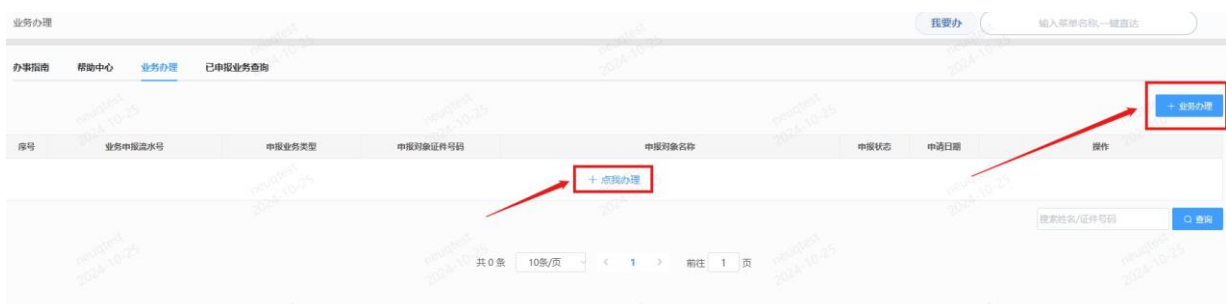 业务办理 我要办 输入菜单名称,一键直达
办事指南 帮助中心 业务办理 已申报业务查询
+ 业务办理
序号 业务申报流水号 申报业务类型 申报对象证件号码 申报对象名称 申报状态 申请日期 操作
+ 点我办理
搜索姓名/证件号码 查询
共 0 条 10条/页 < 1 > 前往 1 页
neuqtest
2024-10-25